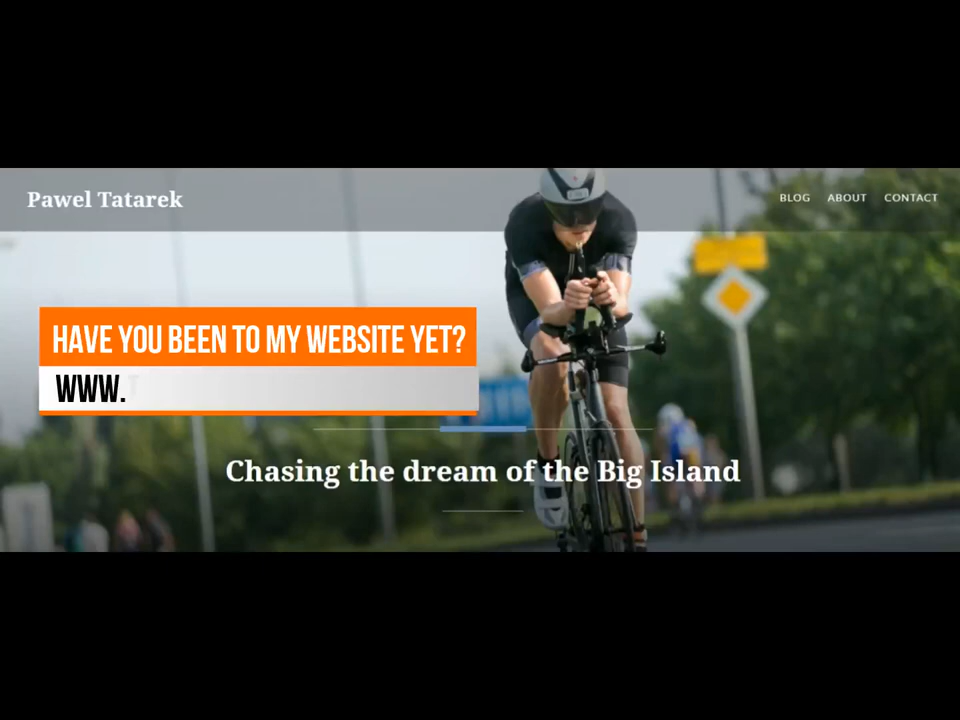 Pawel Tatarek
BLOG ABOUT CONTACT
HAVE YOU BEEN TO MY WEBSITE YET?
WWW.
Chasing the dream of the Big Island